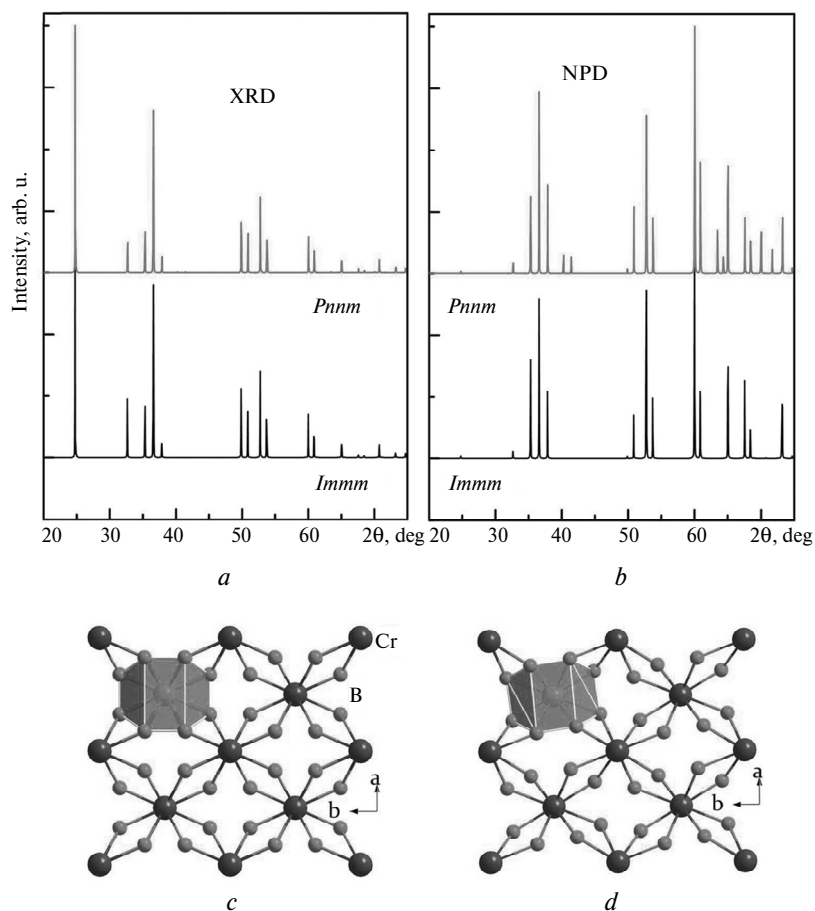 XRD
NPD
Intensity, arb. u.
Pnnm
Pnnm
Immm
Immm
20 30 40 50 60 2θ, deg
20 30 40 50 60 2θ, deg
a
b
Cr
B
a
b
a
b
c
d